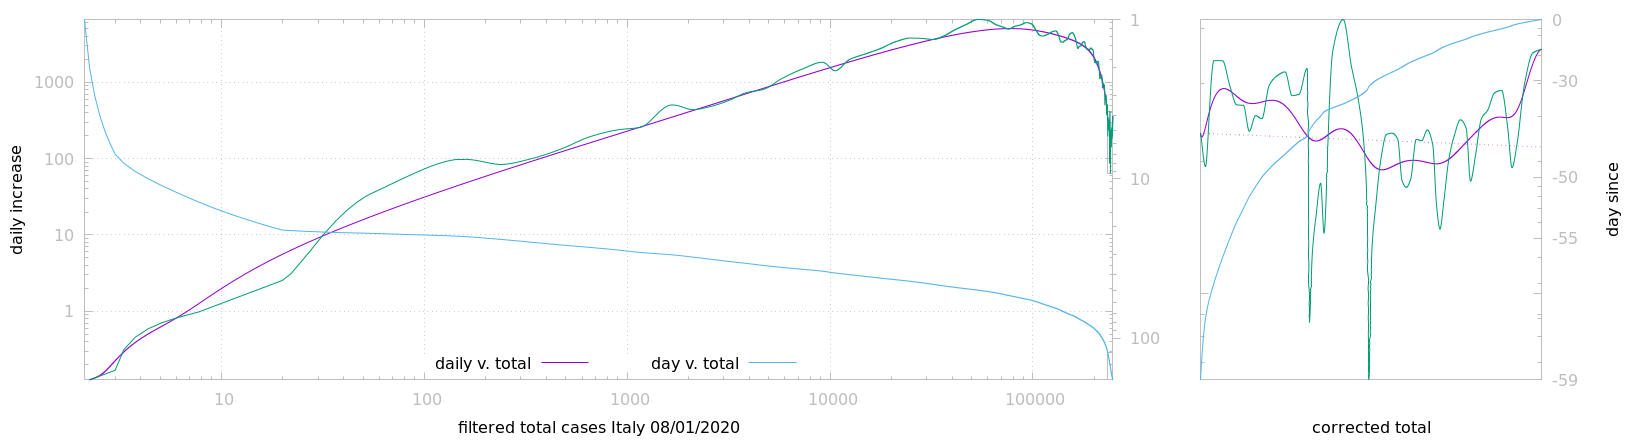 daily increase
1000
100
10
1
10
100
1000
10000
100000
1
10
100
daily v. total
day v. total
filtered total cases Italy 08/01/2020
0
-30
-50
-55
-59
day since
corrected total